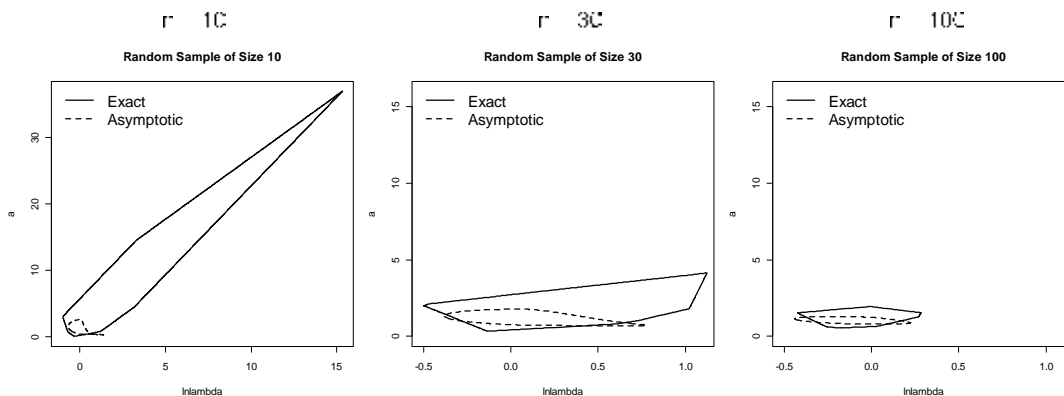 Random Sample of Size 10
Exact
Asymptotic
a
0 10 20 30
0 5 10 15
lnlambda
Random Sample of Size 30
Exact
Asymptotic
a
0 5 10 15
-0.5 0.0 0.5 1.0
lnlambda
Random Sample of Size 100
Exact
Asymptotic
a
0 5 10 15
-0.5 0.0 0.5 1.0
lnlambda